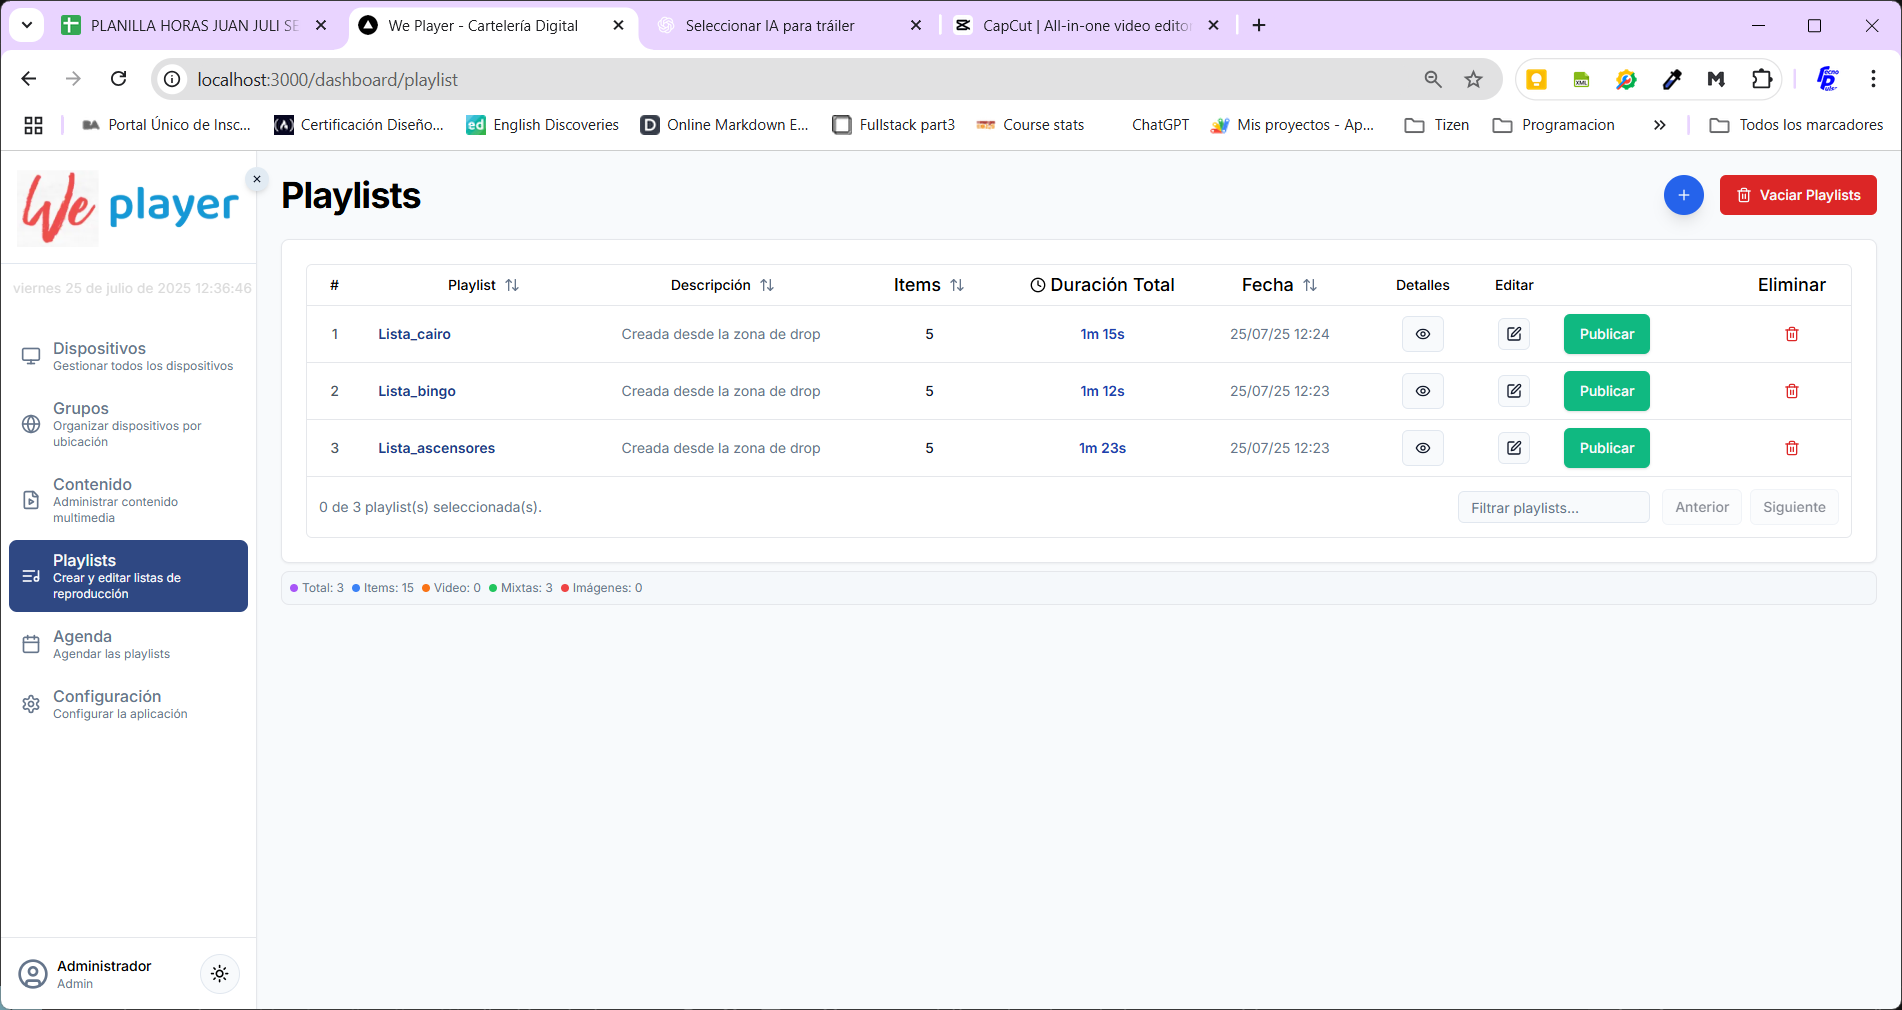 PLANILLA HORAS JUAN JULI SE
We Player - Cartelería Digital
Seleccionar IA para tráiler
CapCut | All-in-one video editor
localhost:3000/dashboard/playlist
Portal Único de Insc...
Certificación Diseño...
English Discoveries
Online Markdown E...
Fullstack part3
Course stats
ChatGPT
Mis proyectos - Ap...
Tizen
Programacion
Todos los marcadores
We player
viernes 25 de julio de 2025 12:36:46
Dispositivos
Gestionar todos los dispositivos
Grupos
Organizar dispositivos por
ubicación
Contenido
Administrar contenido
multimedia
Playlists
Crear y editar listas de
reproducción
Agenda
Agendar las playlists
Configuración
Configurar la aplicación
Administrador
Admin
Playlists
Vaciar Playlists
# Playlist Descripción Items Duración Total Fecha Detalles Editar Eliminar
1 Lista_cairo Creada desde la zona de drop 5 1m 15s 25/07/25 12:24 Publicar
2 Lista_bingo Creada desde la zona de drop 5 1m 12s 25/07/25 12:23 Publicar
3 Lista_ascensores Creada desde la zona de drop 5 1m 23s 25/07/25 12:23 Publicar
0 de 3 playlist(s) seleccionada(s).
Filtrar playlists...
Anterior
Siguiente
Total: 3 Items: 15 Video: 0 Mixtas: 3 Imágenes: 0